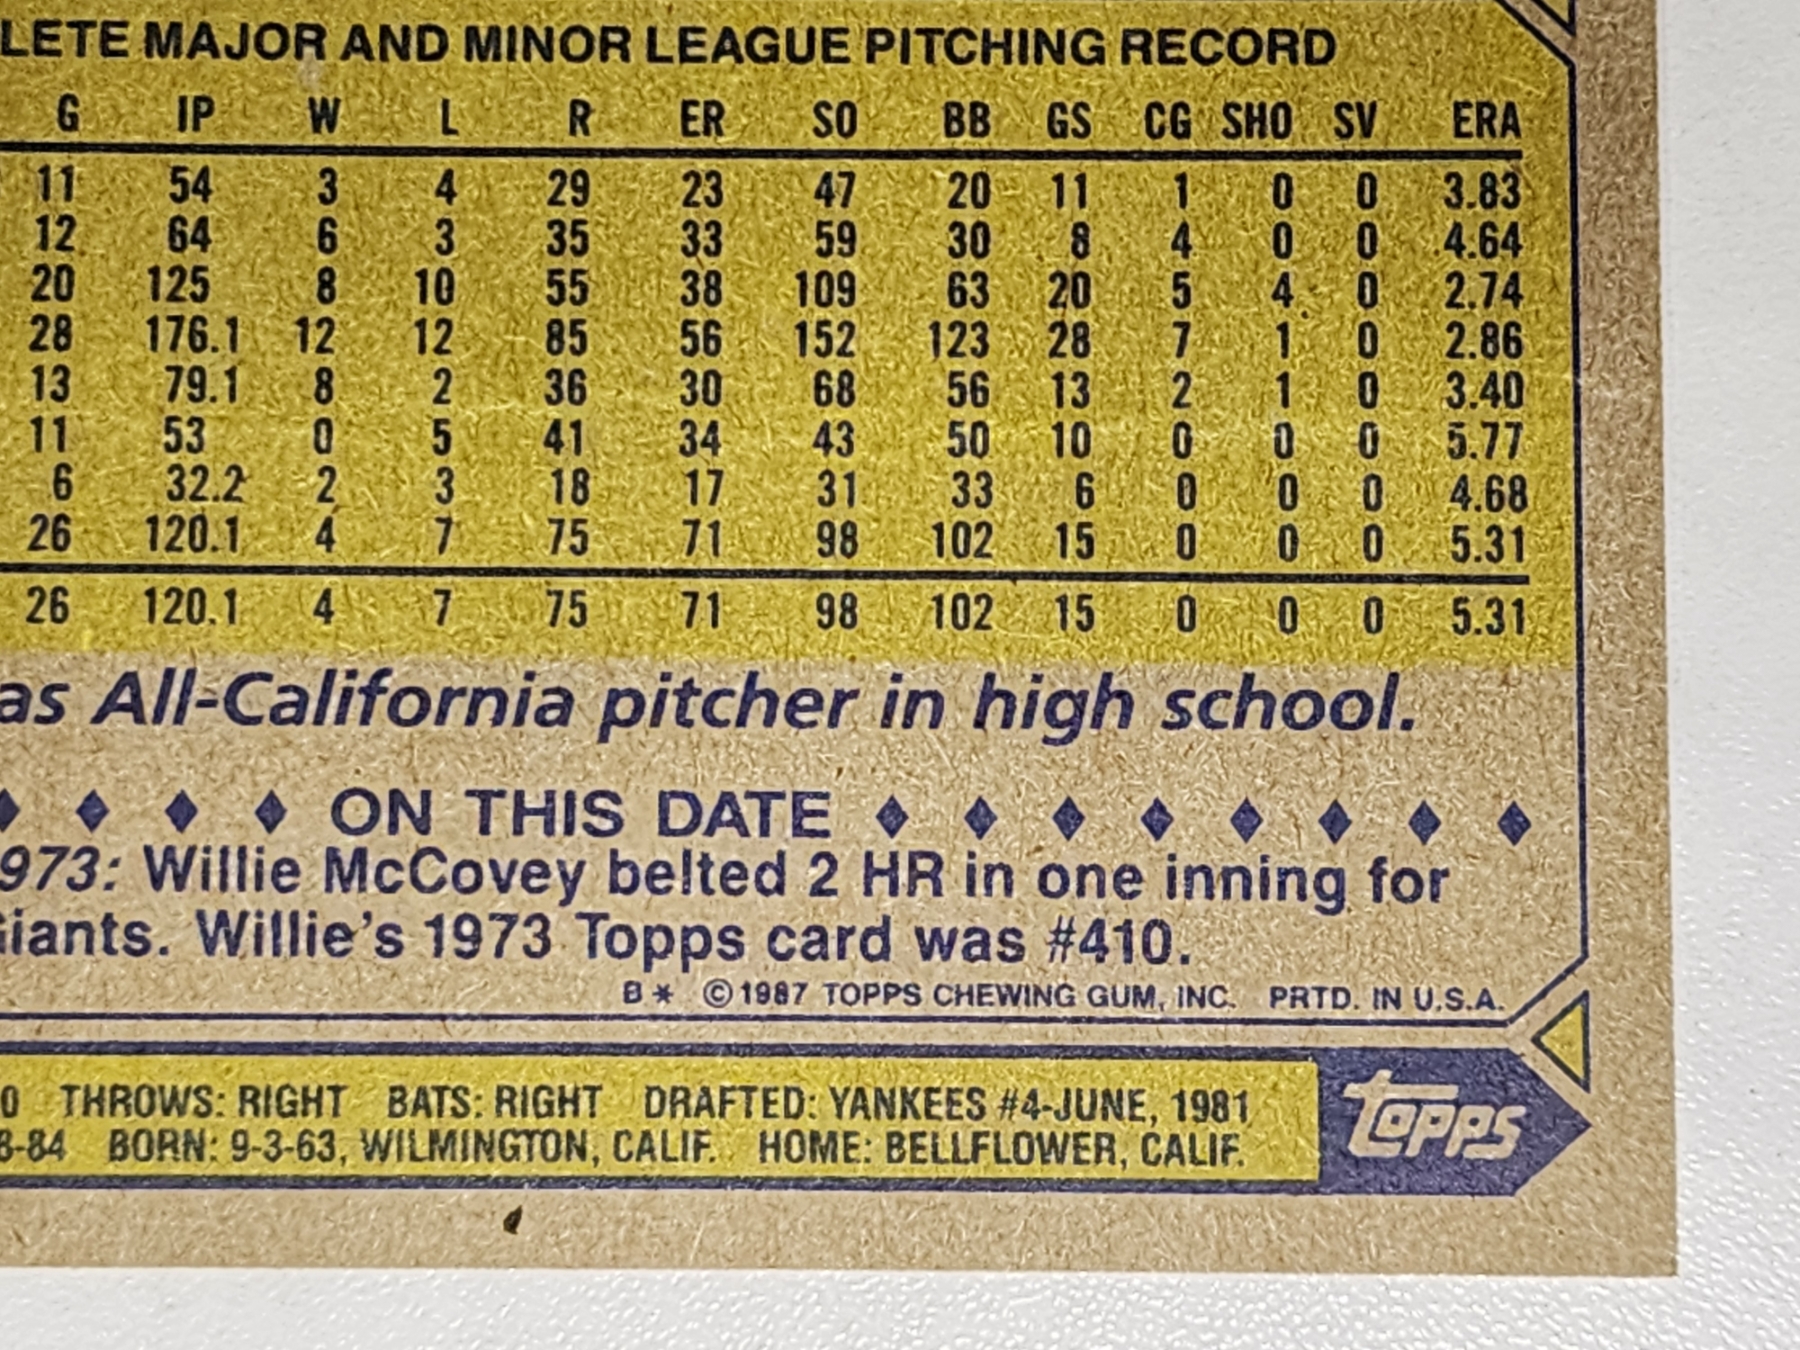 LETE MAJOR AND MINOR LEAGUE PITCHING RECORD
G IP W L R ER SO BB GS CG SHO SV ERA
11 54 3 4 29 23 47 20 11 1 0 0 3.83
12 64 6 3 35 33 59 30 8 4 0 0 4.64
20 125 8 10 55 38 109 63 20 5 4 0 2.74
28 176.1 12 12 85 56 152 123 28 7 1 0 2.86
13 79.1 8 2 36 30 68 56 13 2 1 0 3.40
11 53 0 5 41 34 43 50 10 0 0 0 5.77
6 32.2 2 3 18 17 31 33 6 0 0 0 4.68
26 120.1 4 7 75 71 98 102 15 0 0 0 5.31
26 120.1 4 7 75 71 98 102 15 0 0 0 5.31
as All-California pitcher in high school.
ON THIS DATE
973: Willie McCovey belted 2 HR in one inning for
iants. Willie's 1973 Topps card was #410.
B* ©1987 TOPPS CHEWING GUM, INC. PRTD. IN U.S.A.
0 THROWS: RIGHT BATS: RIGHT DRAFTED: YANKEES #4-JUNE, 1981
3-84 BORN: 9-3-63, WILMINGTON, CALIF. HOME: BELLFLOWER, CALIF.
topps